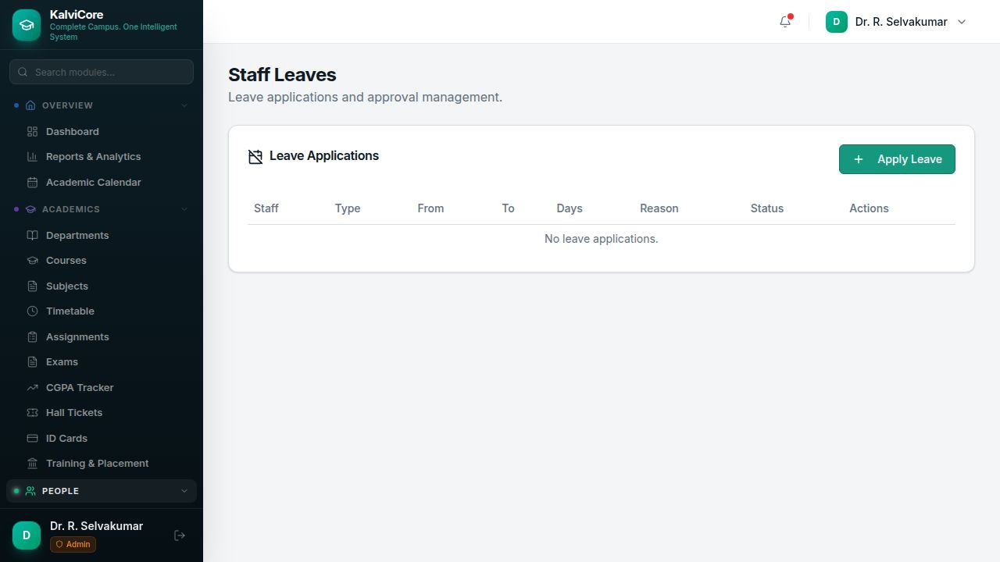 KalviCore
Complete Campus. One Intelligent
System
Search modules...
OVERVIEW
Dashboard
Reports & Analytics
Academic Calendar
ACADEMICS
Departments
Courses
Subjects
Timetable
Assignments
Exams
CGPA Tracker
Hall Tickets
ID Cards
Training & Placement
PEOPLE
D
Dr. R. Selvakumar
Admin
D Dr. R. Selvakumar
Staff Leaves
Leave applications and approval management.
Leave Applications
Apply Leave
Staff Type From To Days Reason Status Actions
No leave applications.